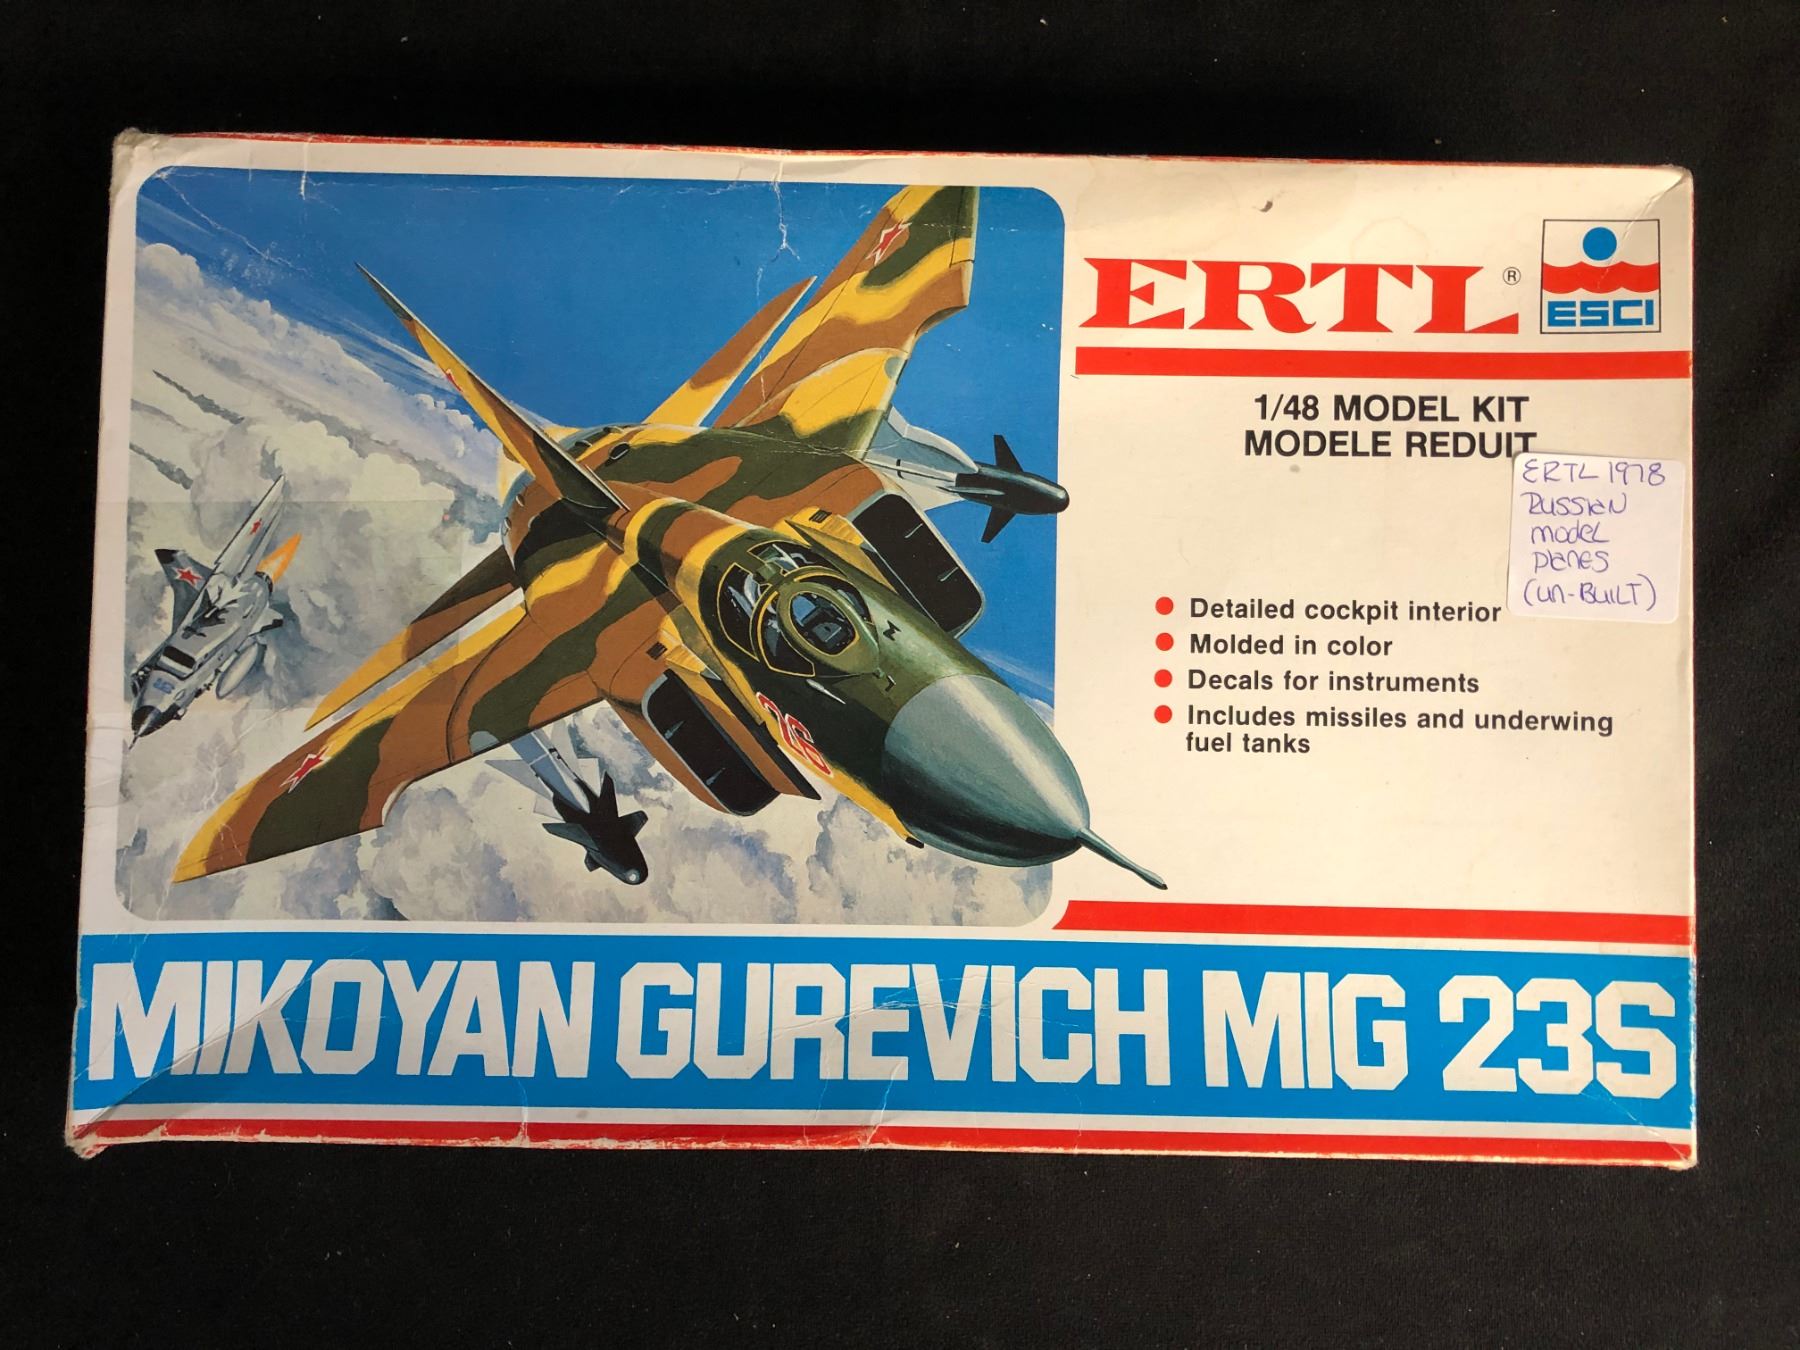 ERTL®
ESCI
1/48 MODEL KIT
MODELE REDUIT
ERTL 1978
RUSSIAN
model
planes
(un-BUILT)
• Detailed cockpit interior
• Molded in color
• Decals for instruments
• Includes missiles and underwing
fuel tanks
23
MIKOYAN GUREVICH MIG 23S